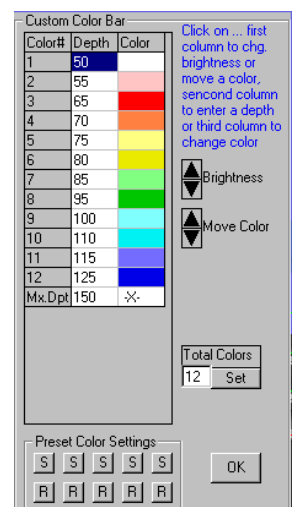 Custom Color Bar
Click on ... first
column to chg.
brightness or
move a color,
sencond column
to enter a depth
or third column to
change color
Color# Depth Color
1 50
2 55
3 65
4 70
5 75
6 80
7 85
8 95
9 100
10 110
11 115
12 125
Mx.Dpt 150 -X-
Brightness
Move Color
Total Colors
12 Set
Preset Color Settings
S S S S S
R R R R R
OK